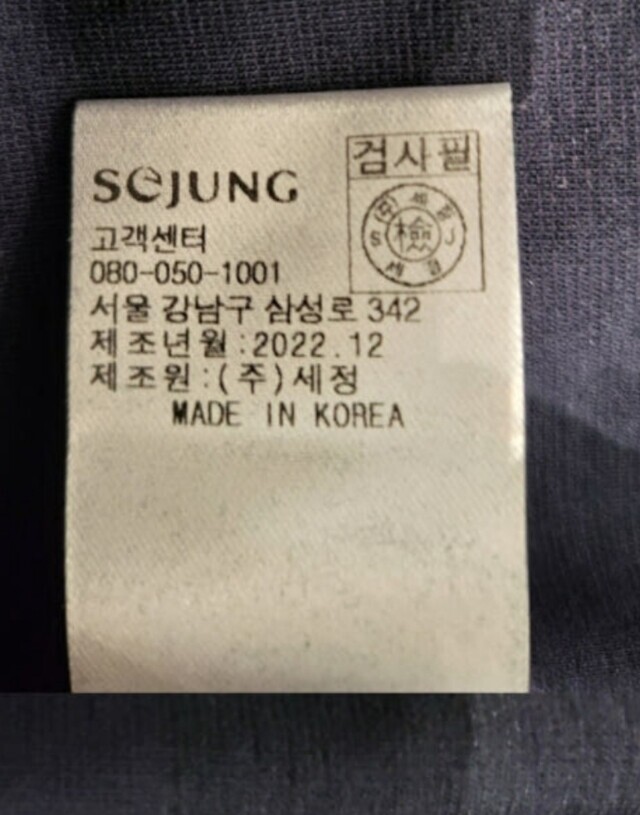 SeJUNG
검사필
S 檢 J
고객센터
080-050-1001
서울 강남구 삼성로 342
제조년월:2022.12
제조원:(주)세정
MADE IN KOREA